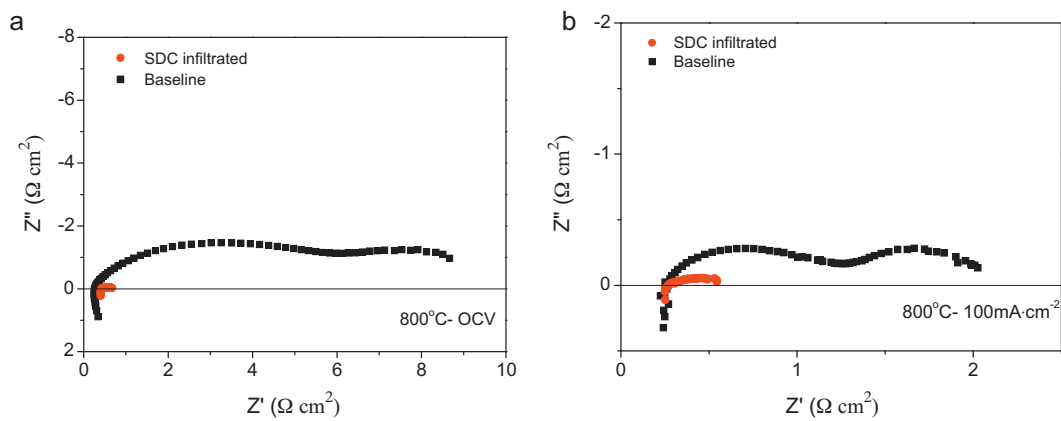 a
-8
-6
-4
-2
0
2
Z'' (Ω cm²)
SDC infiltrated
Baseline
800°C- OCV
0 2 4 6 8 10
Z' (Ω cm²)
b
-2
-1
0
Z'' (Ω cm²)
SDC infiltrated
Baseline
800°C- 100mA·cm⁻²
0 1 2
Z' (Ω cm²)